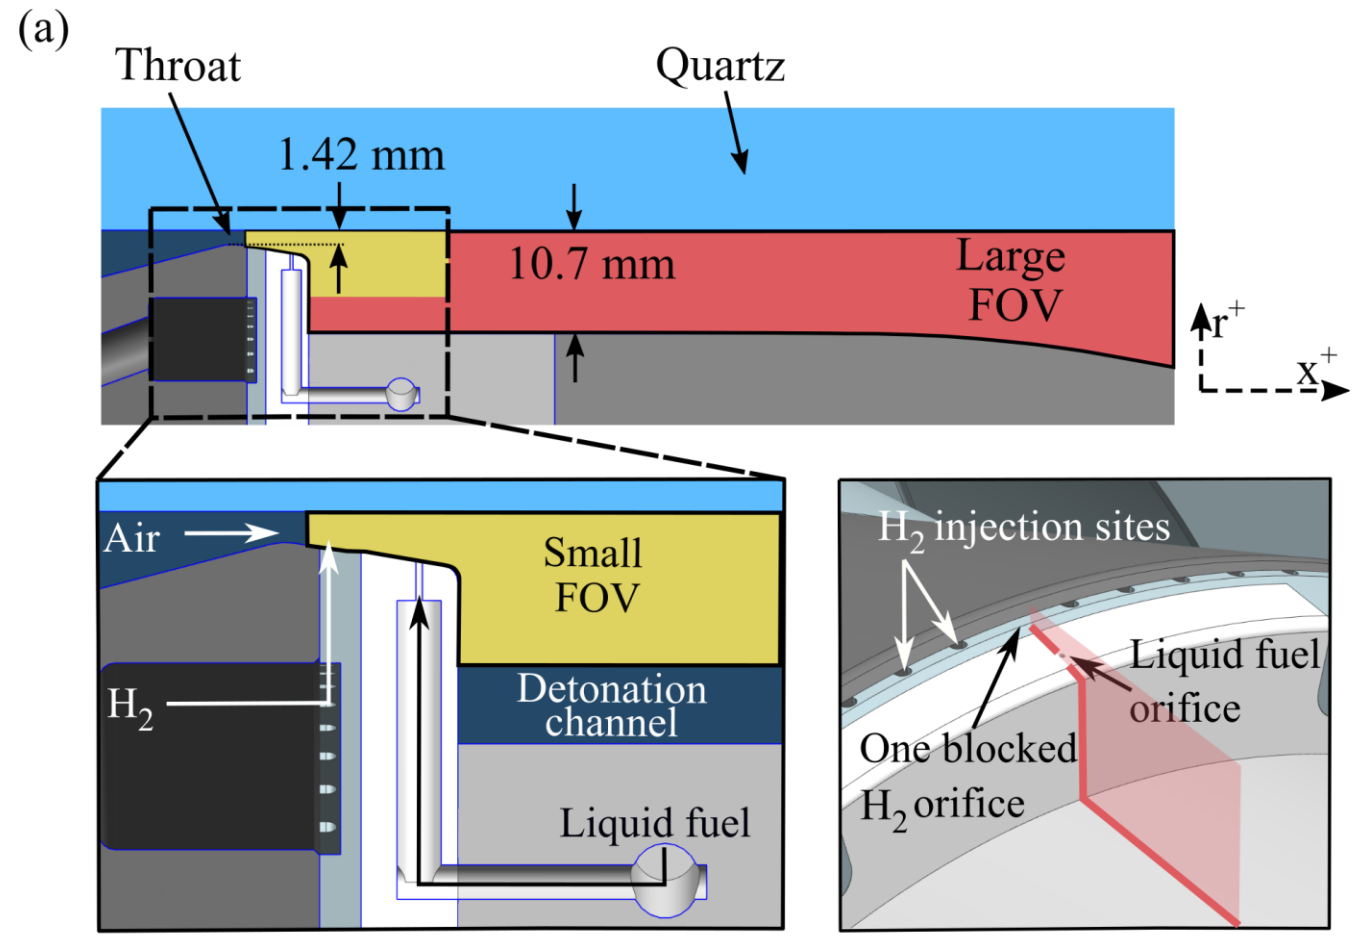 (a)
Throat
Quartz
1.42 mm
10.7 mm
Large
FOV
r+
x+
Air
Small
FOV
H2
Detonation
channel
Liquid fuel
H2 injection sites
Liquid fuel
orifice
One blocked
H2 orifice